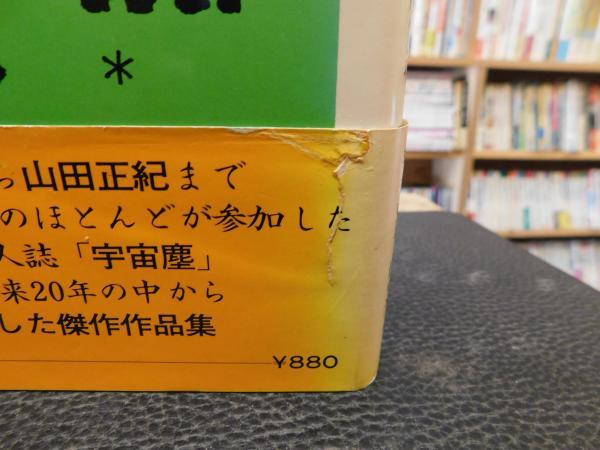 *
山田正紀まで
のほとんどが参加した
人誌「宇宙塵」
来20年の中から
した傑作作品集
¥880